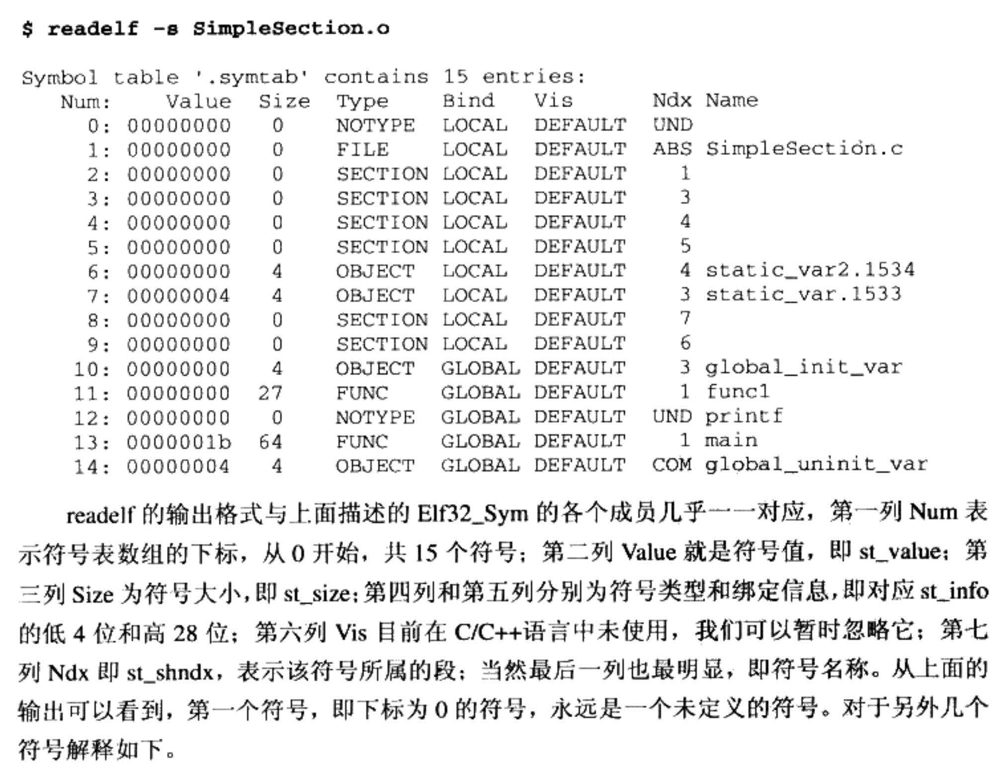 $ readelf -s SimpleSection.o
Symbol table '.symtab' contains 15 entries:
Num: Value Size Type Bind Vis Ndx Name
0: 00000000 0 NOTYPE LOCAL DEFAULT UND
1: 00000000 0 FILE LOCAL DEFAULT ABS SimpleSection.c
2: 00000000 0 SECTION LOCAL DEFAULT 1
3: 00000000 0 SECTION LOCAL DEFAULT 3
4: 00000000 0 SECTION LOCAL DEFAULT 4
5: 00000000 0 SECTION LOCAL DEFAULT 5
6: 00000000 4 OBJECT LOCAL DEFAULT 4 static_var2.1534
7: 00000004 4 OBJECT LOCAL DEFAULT 3 static_var.1533
8: 00000000 0 SECTION LOCAL DEFAULT 7
9: 00000000 0 SECTION LOCAL DEFAULT 6
10: 00000000 4 OBJECT GLOBAL DEFAULT 3 global_init_var
11: 00000000 27 FUNC GLOBAL DEFAULT 1 func1
12: 00000000 0 NOTYPE GLOBAL DEFAULT UND printf
13: 0000001b 64 FUNC GLOBAL DEFAULT 1 main
14: 00000004 4 OBJECT GLOBAL DEFAULT COM global_uninit_var
readelf 的输出格式与上面描述的 Elf32_Sym 的各个成员几乎一一对应，第一列 Num 表
示符号表数组的下标，从 0 开始，共 15 个符号；第二列 Value 就是符号值，即 st_value；第
三列 Size 为符号大小，即 st_size；第四列和第五列分别为符号类型和绑定信息，即对应 st_info
的低 4 位和高 28 位；第六列 Vis 目前在 C/C++语言中未使用，我们可以暂时忽略它；第七
列 Ndx 即 st_shndx，表示该符号所属的段；当然最后一列也最明显，即符号名称。从上面的
输出可以看到，第一个符号，即下标为 0 的符号，永远是一个未定义的符号。对于另外几个
符号解释如下。